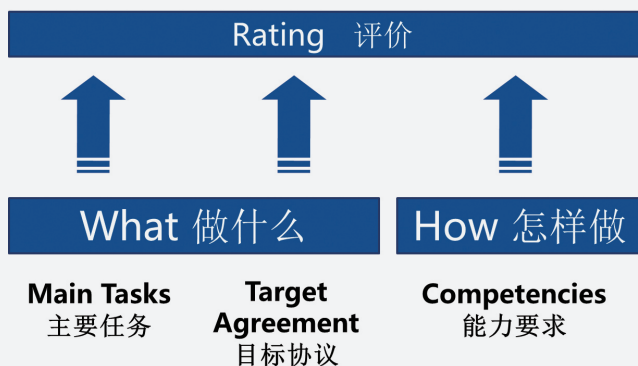 Rating 评价
What 做什么
How 怎样做
Main Tasks
主要任务
Target
Agreement
目标协议
Competencies
能力要求